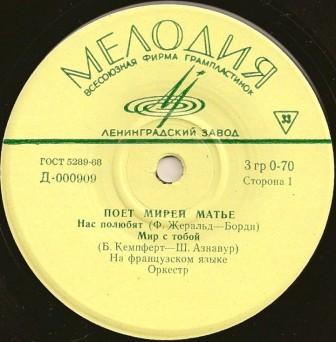 МЕЛОДИЯ
ВСЕСОЮЗНАЯ ФИРМА ГРАМПЛАСТИНОК
33
ЛЕНИНГРАДСКИЙ ЗАВОД
ГОСТ 5289-68
Д-000909
3 гр 0-70
Сторона 1
ПОЕТ МИРЕЙ МАТЬЕ
Нас полюбят (Ф. Жеральд—Борди)
Мир с тобой
(Б. Кемпферт—Ш. Азнавур)
На французском языке
Оркестр